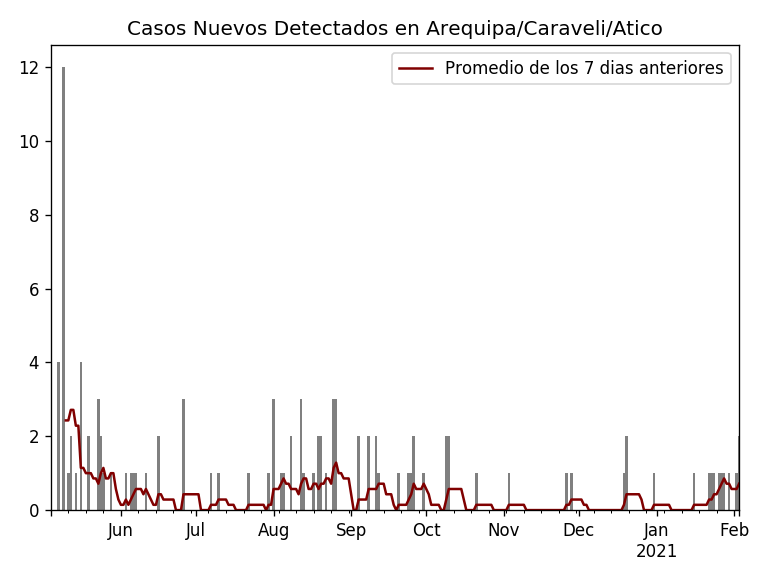 Casos Nuevos Detectados en Arequipa/Caraveli/Atico
Promedio de los 7 dias anteriores
12
10
8
6
4
2
0
Jun Jul Aug Sep Oct Nov Dec Jan Feb
2021